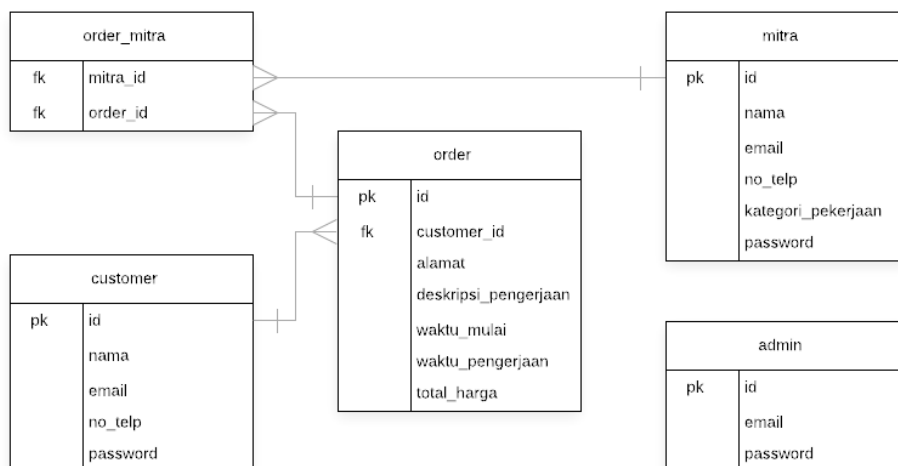 order_mitra
fk mitra_id
fk order_id
mitra
pk id
nama
email
no_telp
kategori_pekerjaan
password
order
pk id
fk customer_id
alamat
deskripsi_pengerjaan
waktu_mulai
waktu_pengerjaan
total_harga
customer
pk id
nama
email
no_telp
password
admin
pk id
email
password